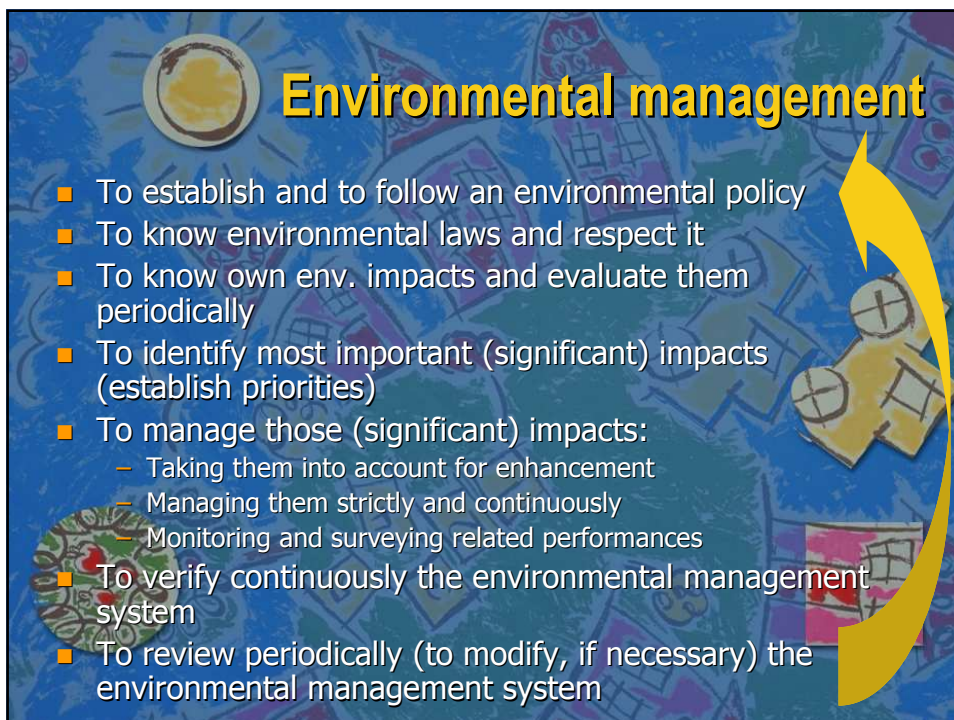 Environmental management
■ To establish and to follow an environmental policy
■ To know environmental laws and respect it
■ To know own env. impacts and evaluate them
periodically
■ To identify most important (significant) impacts
(establish priorities)
■ To manage those (significant) impacts:
– Taking them into account for enhancement
– Managing them strictly and continuously
– Monitoring and surveying related performances
■ To verify continuously the environmental management
system
■ To review periodically (to modify, if necessary) the
environmental management system